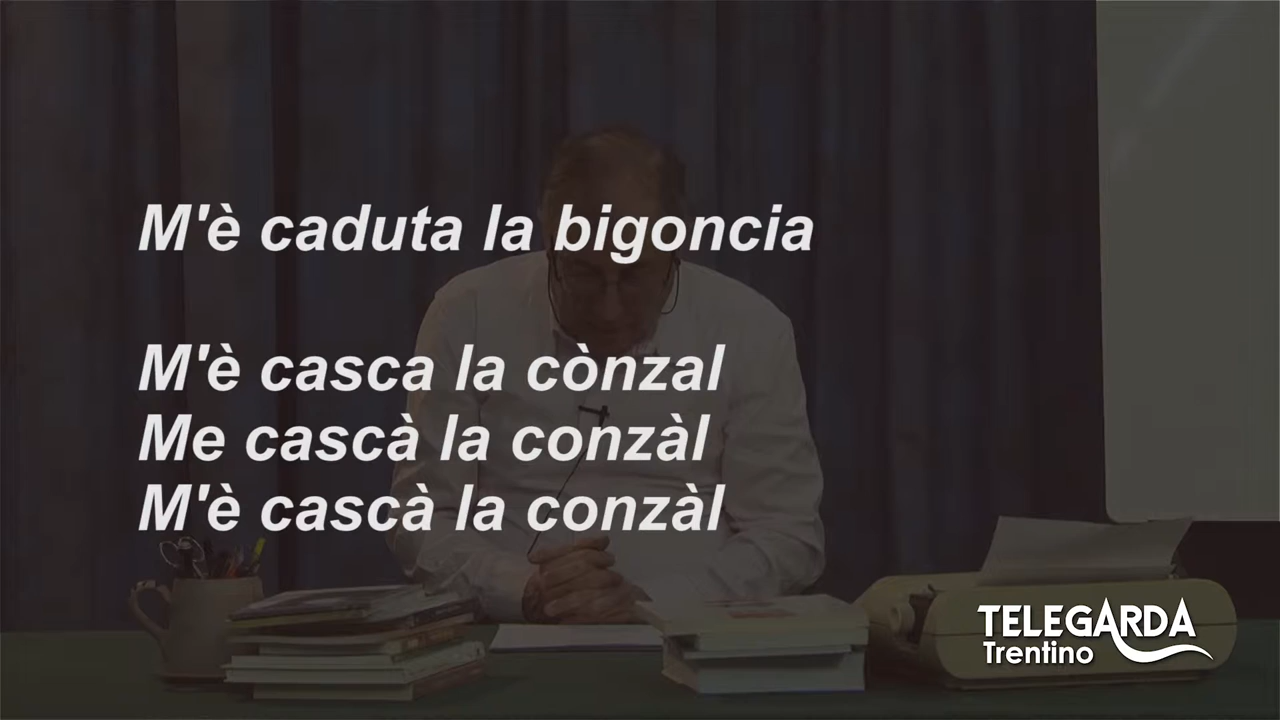 M'è caduta la bigoncia
M'è casca la cònzal
Me cascà la conzàl
M'è cascà la conzàl
TELEGARDA
Trentino